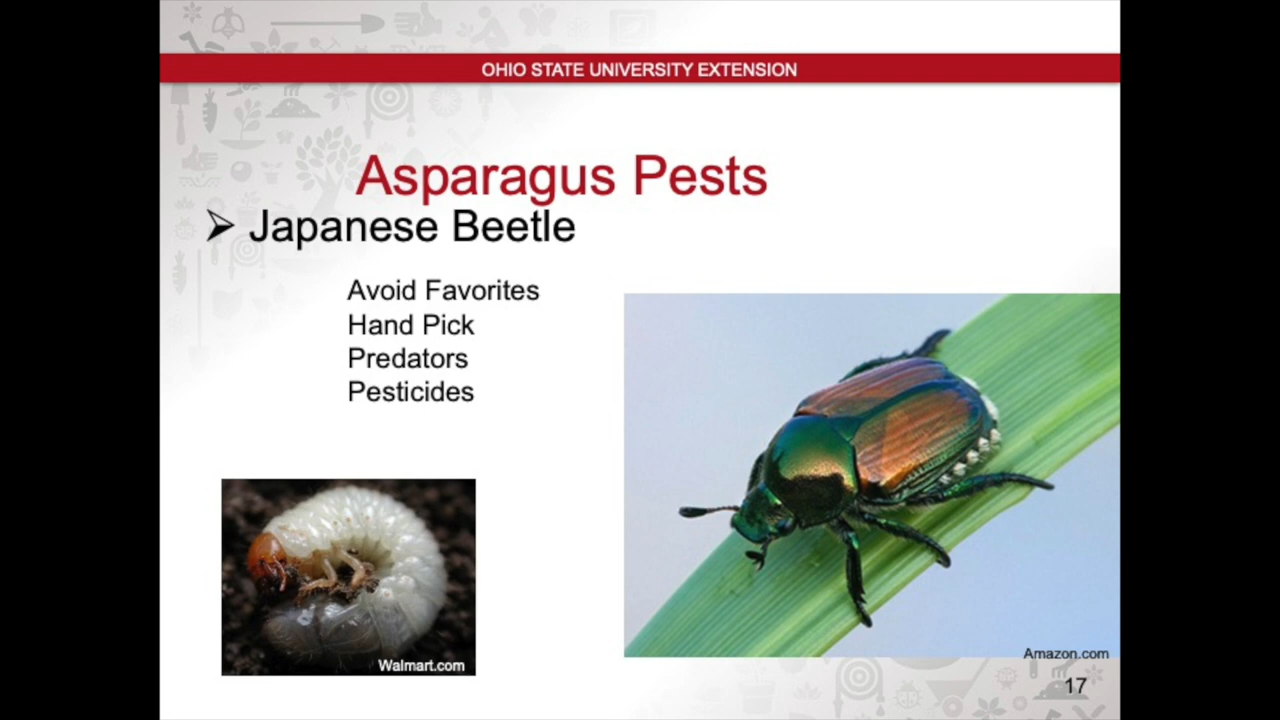 OHIO STATE UNIVERSITY EXTENSION
Asparagus Pests
Japanese Beetle
Avoid Favorites
Hand Pick
Predators
Pesticides
Walmart.com
Amazon.com
17